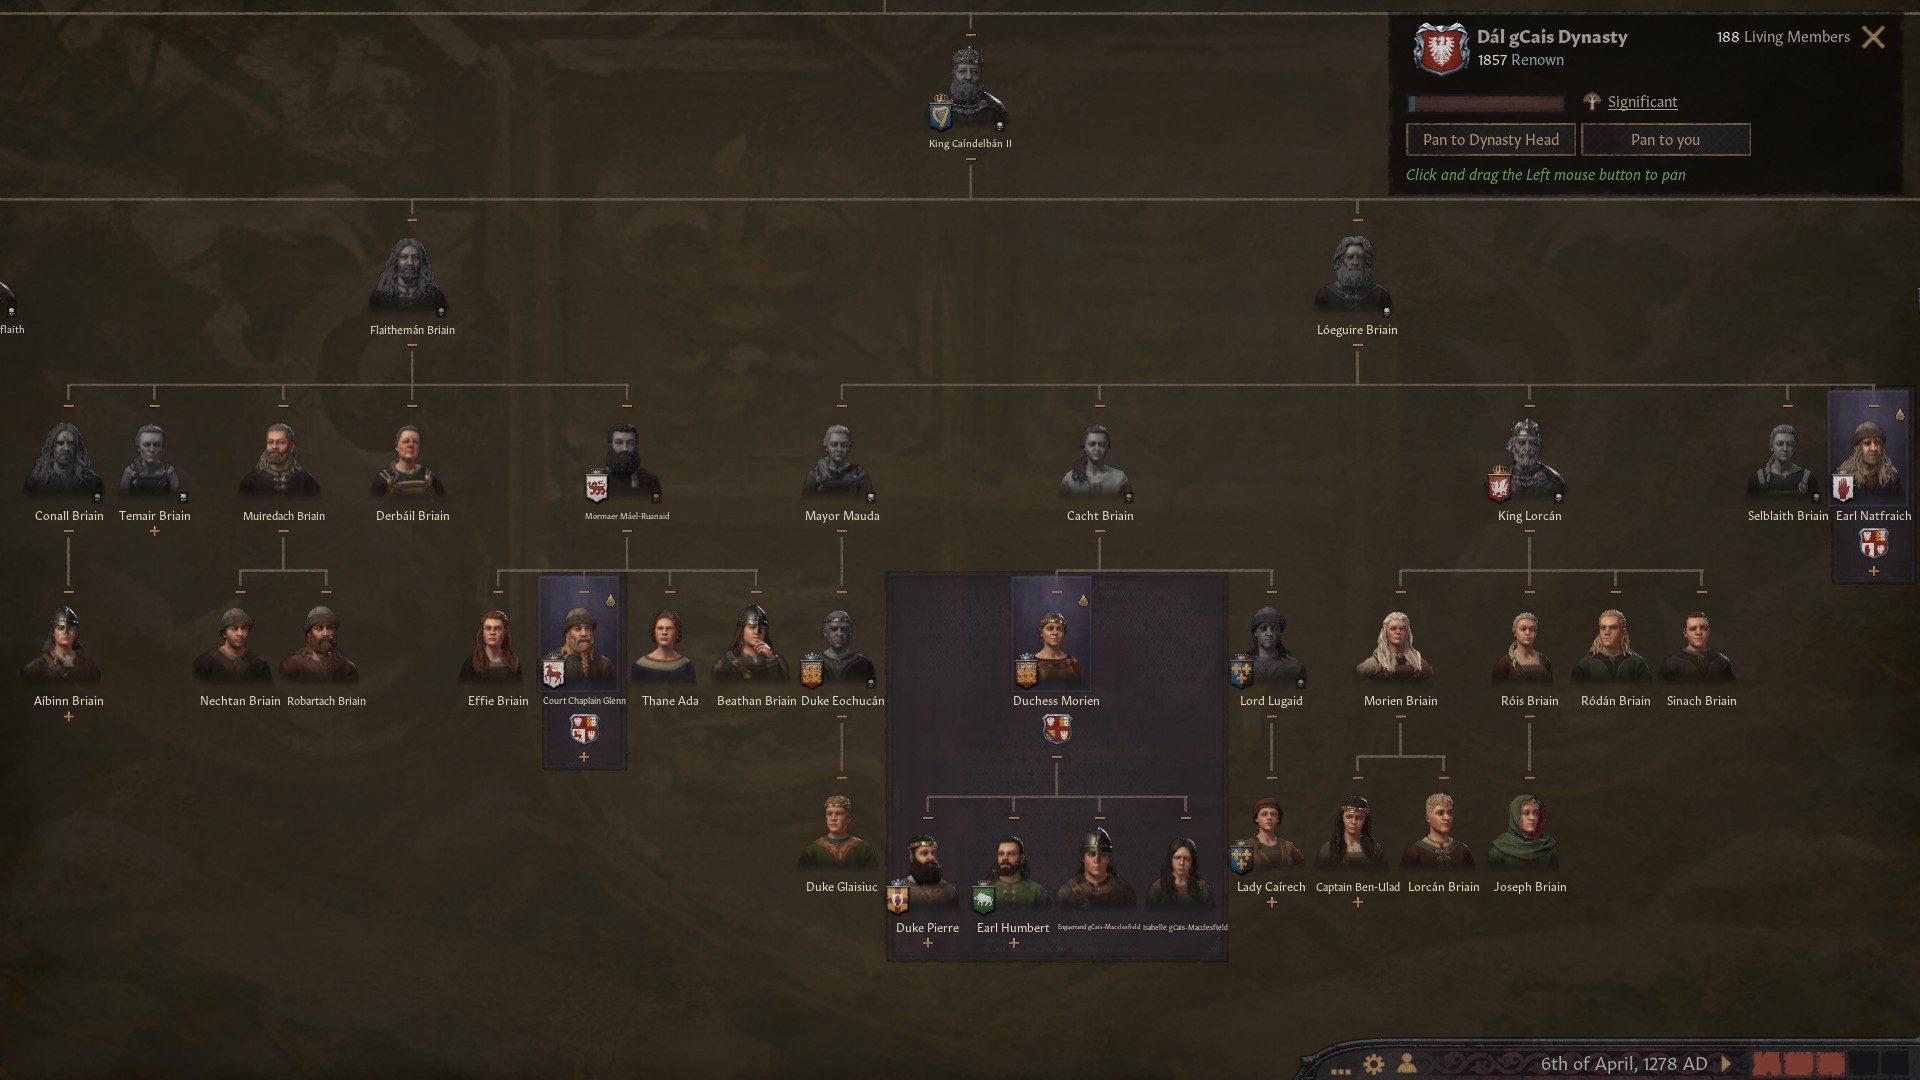 Dál gCais Dynasty
188 Living Members
1857 Renown
Significant
Pan to Dynasty Head
Pan to you
Click and drag the Left mouse button to pan
King Caíndelbán II
flaith
Flaithemán Briain
Lóeguire Briain
Conall Briain
Temair Briain
Muiredach Briain
Derbáil Briain
Mormaer Máel-Ruanaid
Mayor Mauda
Cacht Briain
King Lorcán
Selblaith Briain
Earl Natfraich
Aíbinn Briain
Nechtan Briain
Robartach Briain
Effie Briain
Court Chaplain Glenn
Thane Ada
Beathan Briain
Duke Eochucán
Duchess Morien
Lord Lugaid
Morien Briain
Róis Briain
Ródán Briain
Sinach Briain
Duke Glaisiuc
Duke Pierre
Earl Humbert
Enguerrand gCais-Macclesfield
Isabelle gCais-Macclesfield
Lady Caírech
Captain Ben-Ulad
Lorcán Briain
Joseph Briain
6th of April, 1278 AD